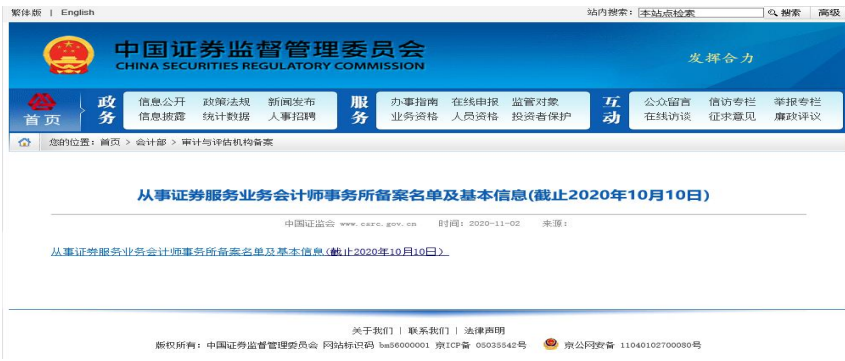 繁体版 | English 站内搜索: 本站点检索 搜索 高级
中国证券监督管理委员会
CHINA SECURITIES REGULATORY COMMISSION
发挥合力
首页 政务 信息公开 政策法规 新闻发布 服务 办事指南 在线申报 监管对象 互动 公众留言 信访专栏 举报专栏
信息披露 统计数据 人事招聘 业务资格 人员资格 投资者保护 在线访谈 征求意见 廉政评议
您的位置: 首页 > 会计部 > 审计与评估机构备案
从事证券服务业务会计师事务所备案名单及基本信息(截止2020年10月10日)
中国证监会 www.csrc.gov.cn 时间: 2020-11-02 来源:
从事证券服务业务会计师事务所备案名单及基本信息(截止2020年10月10日)
关于我们 | 联系我们 | 法律声明
版权所有: 中国证券监督管理委员会 网站标识码 bm56000001 京ICP备 05035542号 京公网安备 11040102700080号